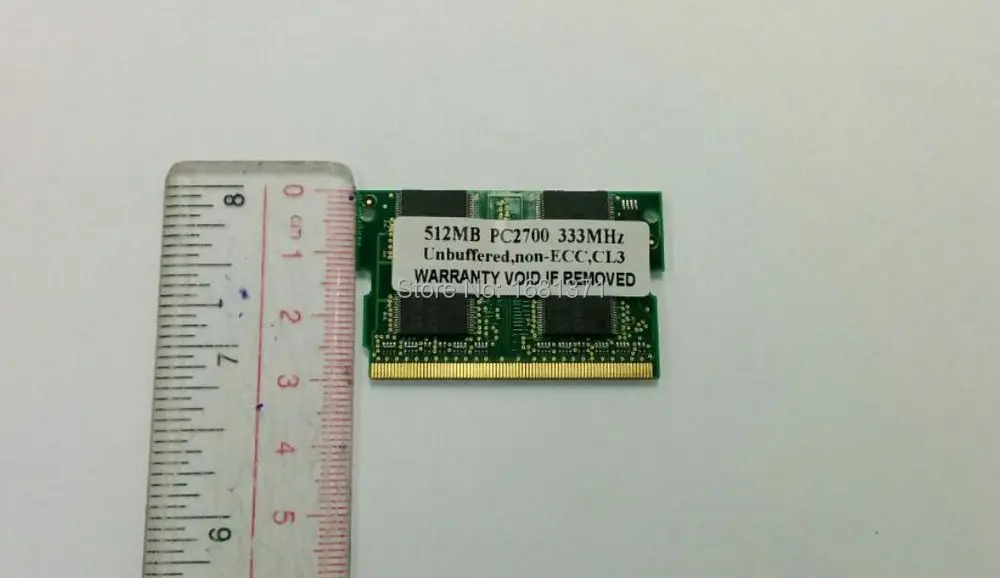 512MB PC2700 333MHz
Unbuffered,non-ECC,CL3
WARRANTY VOID IF REMOVED
Store No: 1681371
0
cm
1
2
3
4
5
8
7
6